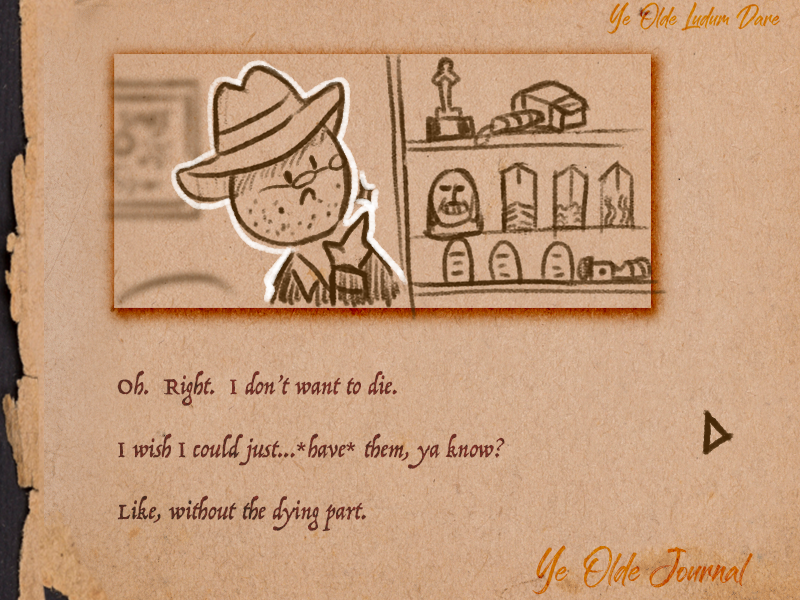 Ye Olde Ludum Dare
Oh. Right. I don't want to die.
I wish I could just...*have* them, ya know?
Like, without the dying part.
Ye Olde Journal